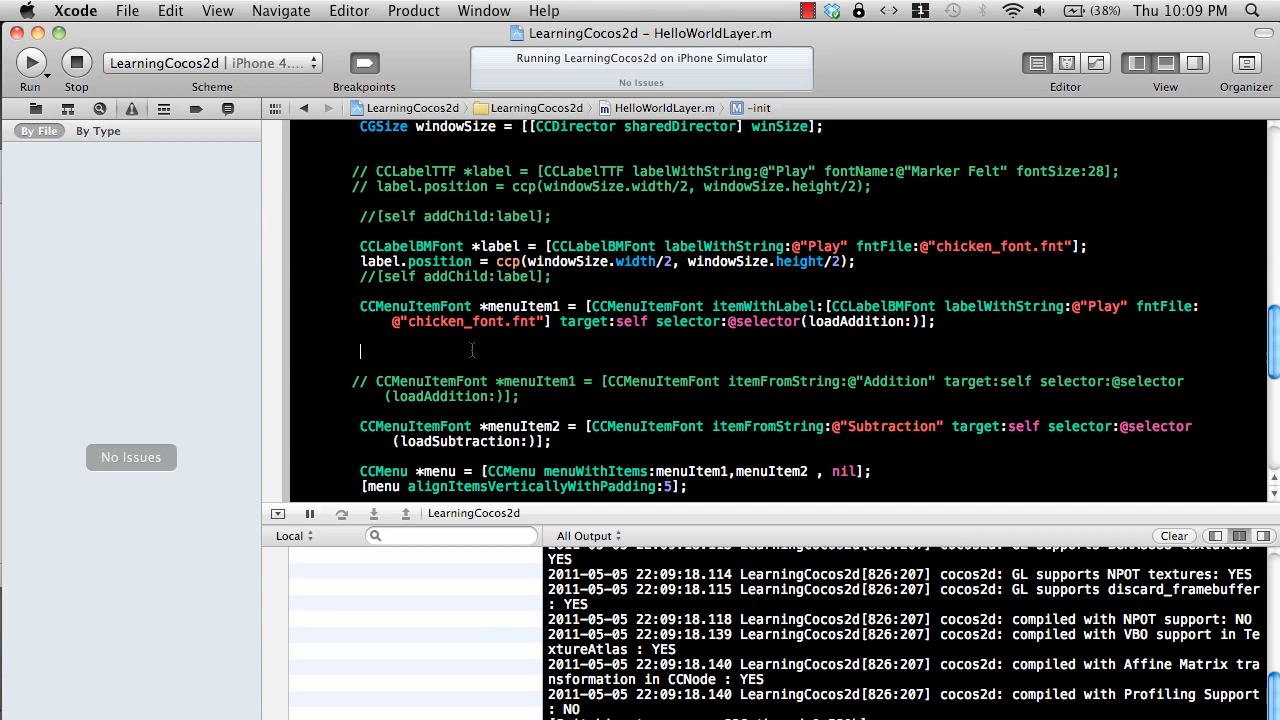 Xcode File Edit View Navigate Editor Product Window Help (38%) Thu 10:09 PM
LearningCocos2d – HelloWorldLayer.m
LearningCocos2d | iPhone 4....
Running LearningCocos2d on iPhone Simulator
No Issues
Run Stop Scheme Breakpoints Editor View Organizer
LearningCocos2d LearningCocos2d HelloWorldLayer.m M -init
By File By Type
CGSize windowSize = [[CCDirector sharedDirector] winSize];
// CCLabelTTF *label = [CCLabelTTF labelWithString:@"Play" fontName:@"Marker Felt" fontSize:28];
// label.position = ccp(windowSize.width/2, windowSize.height/2);
//[self addChild:label];
CCLabelBMFont *label = [CCLabelBMFont labelWithString:@"Play" fntFile:@"chicken_font.fnt"];
label.position = ccp(windowSize.width/2, windowSize.height/2);
//[self addChild:label];
CCMenuItemFont *menuItem1 = [CCMenuItemFont itemWithLabel:[CCLabelBMFont labelWithString:@"Play" fntFile:
@"chicken_font.fnt"] target:self selector:@selector(loadAddition:)];
// CCMenuItemFont *menuItem1 = [CCMenuItemFont itemFromString:@"Addition" target:self selector:@selector
(loadAddition:)];
CCMenuItemFont *menuItem2 = [CCMenuItemFont itemFromString:@"Subtraction" target:self selector:@selector
(loadSubtraction:)];
CCMenu *menu = [CCMenu menuWithItems:menuItem1,menuItem2 , nil];
[menu alignItemsVerticallyWithPadding:5];
No Issues
LearningCocos2d
Local All Output Clear
YES
2011-05-05 22:09:18.114 LearningCocos2d[826:207] cocos2d: GL supports NPOT textures: YES
2011-05-05 22:09:18.115 LearningCocos2d[826:207] cocos2d: GL supports discard_framebuffer
: YES
2011-05-05 22:09:18.118 LearningCocos2d[826:207] cocos2d: compiled with NPOT support: NO
2011-05-05 22:09:18.139 LearningCocos2d[826:207] cocos2d: compiled with VBO support in Te
xtureAtlas : YES
2011-05-05 22:09:18.140 LearningCocos2d[826:207] cocos2d: compiled with Affine Matrix tra
nsformation in CCNode : YES
2011-05-05 22:09:18.140 LearningCocos2d[826:207] cocos2d: compiled with Profiling Support
: NO